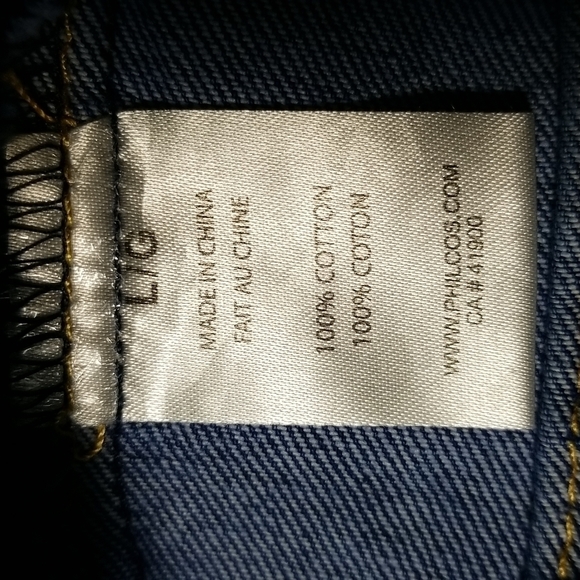 L/G
MADE IN CHINA
FAIT AU CHINE
100% COTTON
100% COTON
WWW.PHILCOS.COM
CA# 41900